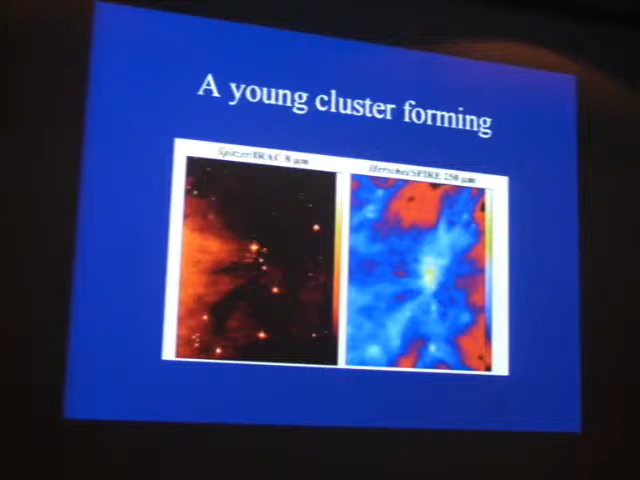 A young cluster forming
Spitzer/IRAC 8 μm
Herschel/SPIRE 250 μm